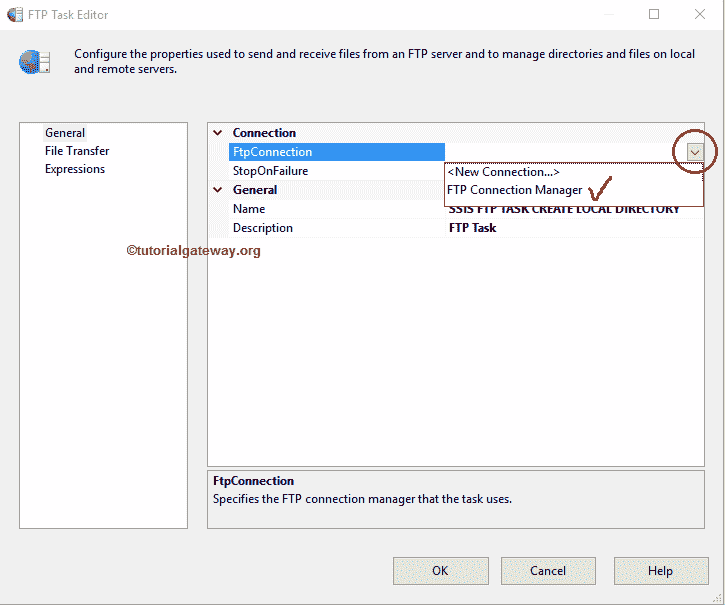 FTP Task Editor
Configure the properties used to send and receive files from an FTP server and to manage directories and files on local
and remote servers.
General
File Transfer
Expressions
Connection
FtpConnection
StopOnFailure
<New Connection...>
FTP Connection Manager
General
Name
SSIS FTP TASK CREATE LOCAL DIRECTORY
Description
FTP Task
©tutorialgateway.org
FtpConnection
Specifies the FTP connection manager that the task uses.
OK
Cancel
Help